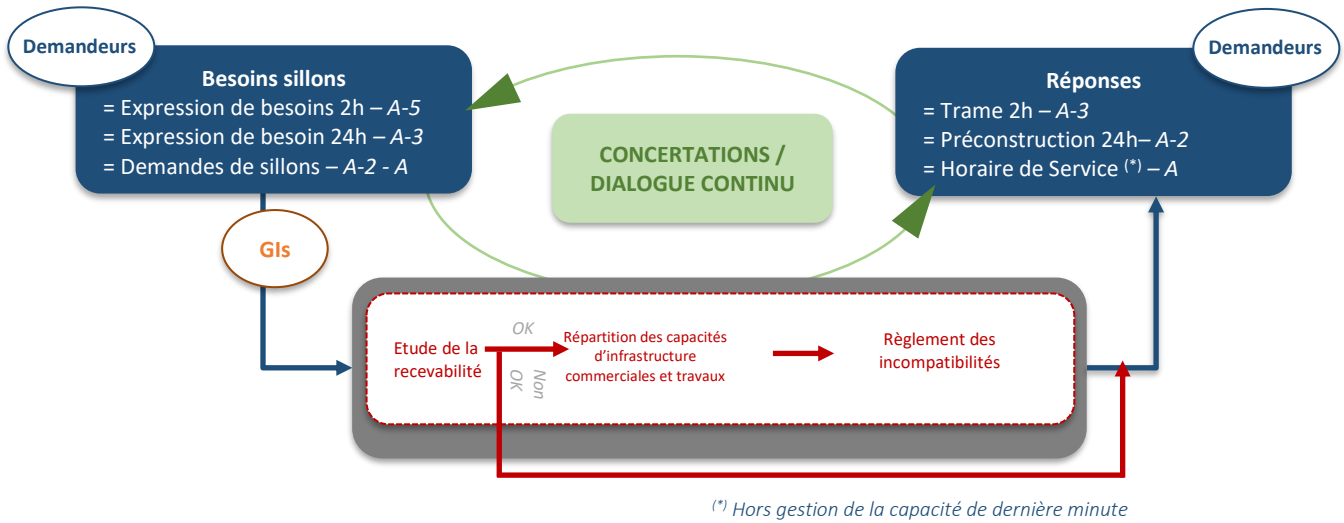 Demandeurs
Besoins sillons
= Expression de besoins 2h – A-5
= Expression de besoin 24h – A-3
= Demandes de sillons – A-2 - A
Demandeurs
Réponses
= Trame 2h – A-3
= Préconstruction 24h– A-2
= Horaire de Service (*) – A
CONCERTATIONS /
DIALOGUE CONTINU
GIs
Etude de la
recevabilité
OK
Non
OK
Répartition des capacités
d'infrastructure
commerciales et travaux
Règlement des
incompatibilités
(*) Hors gestion de la capacité de dernière minute